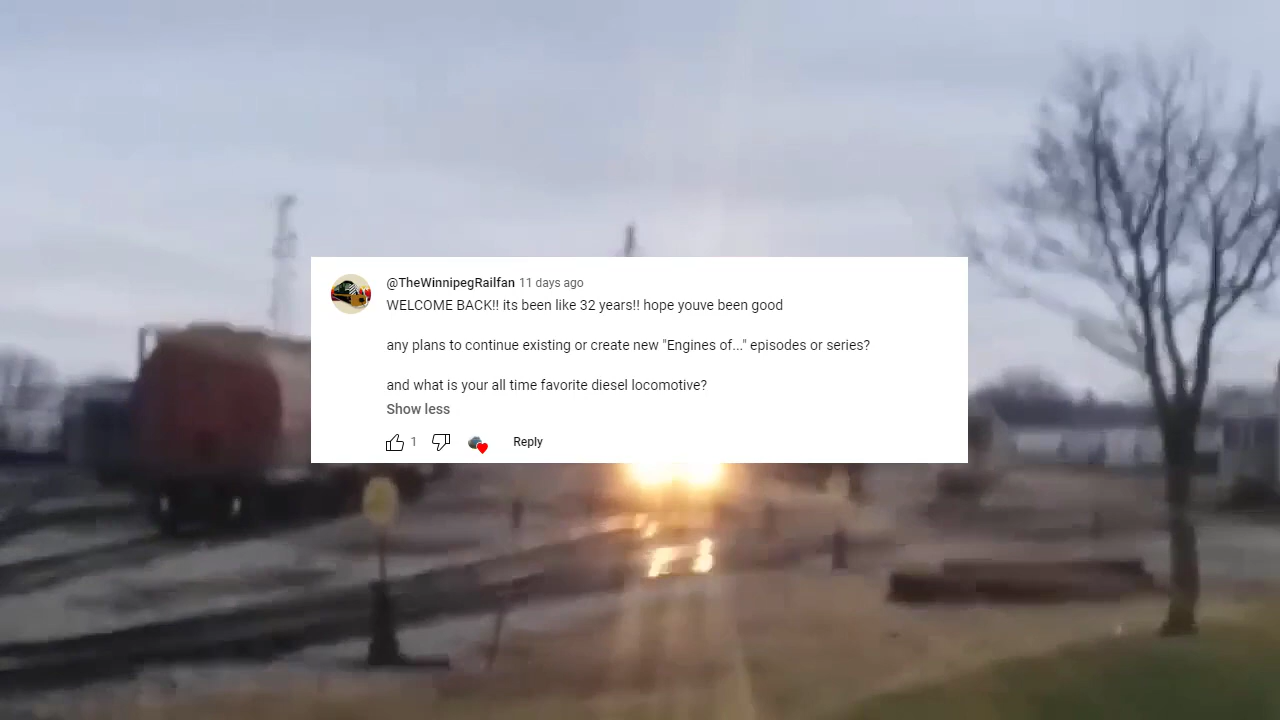 @TheWinnipegRailfan 11 days ago
WELCOME BACK!! its been like 32 years!! hope youve been good
any plans to continue existing or create new "Engines of..." episodes or series?
and what is your all time favorite diesel locomotive?
Show less
1
Reply